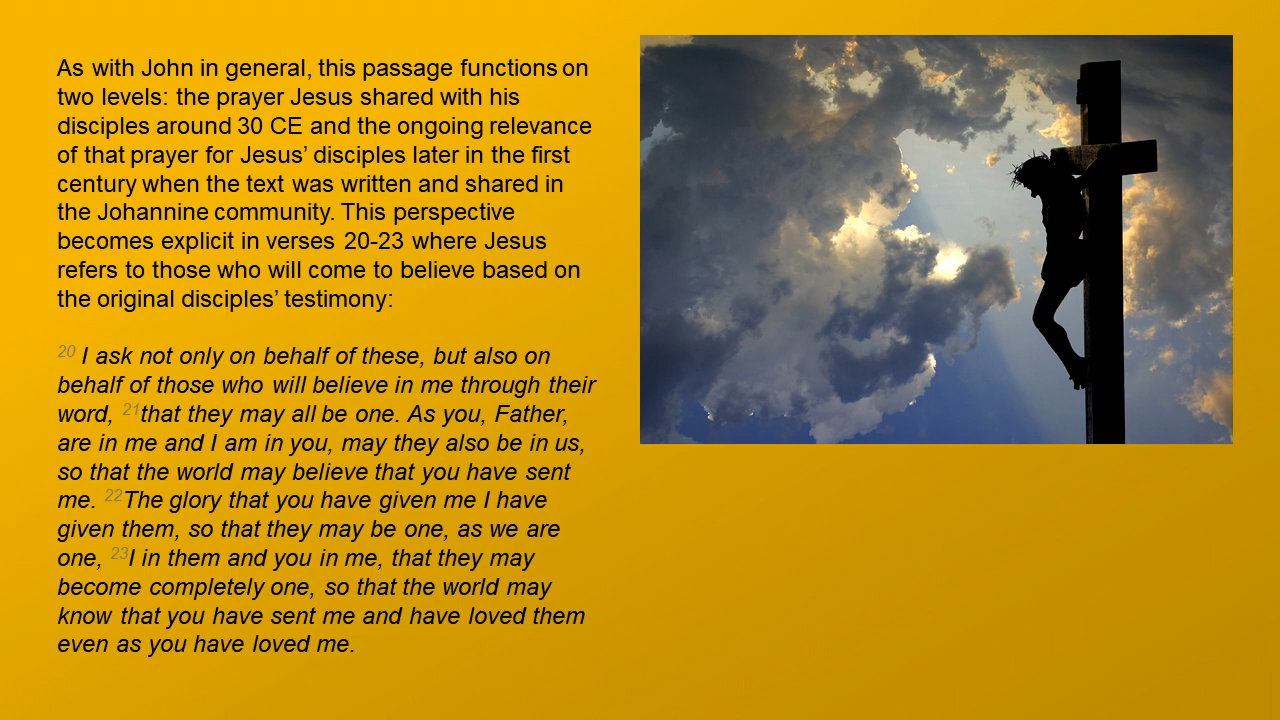 As with John in general, this passage functions on
two levels: the prayer Jesus shared with his
disciples around 30 CE and the ongoing relevance
of that prayer for Jesus’ disciples later in the first
century when the text was written and shared in
the Johannine community. This perspective
becomes explicit in verses 20-23 where Jesus
refers to those who will come to believe based on
the original disciples’ testimony:
20 I ask not only on behalf of these, but also on
behalf of those who will believe in me through their
word, 21that they may all be one. As you, Father,
are in me and I am in you, may they also be in us,
so that the world may believe that you have sent
me. 22The glory that you have given me I have
given them, so that they may be one, as we are
one, 23I in them and you in me, that they may
become completely one, so that the world may
know that you have sent me and have loved them
even as you have loved me.